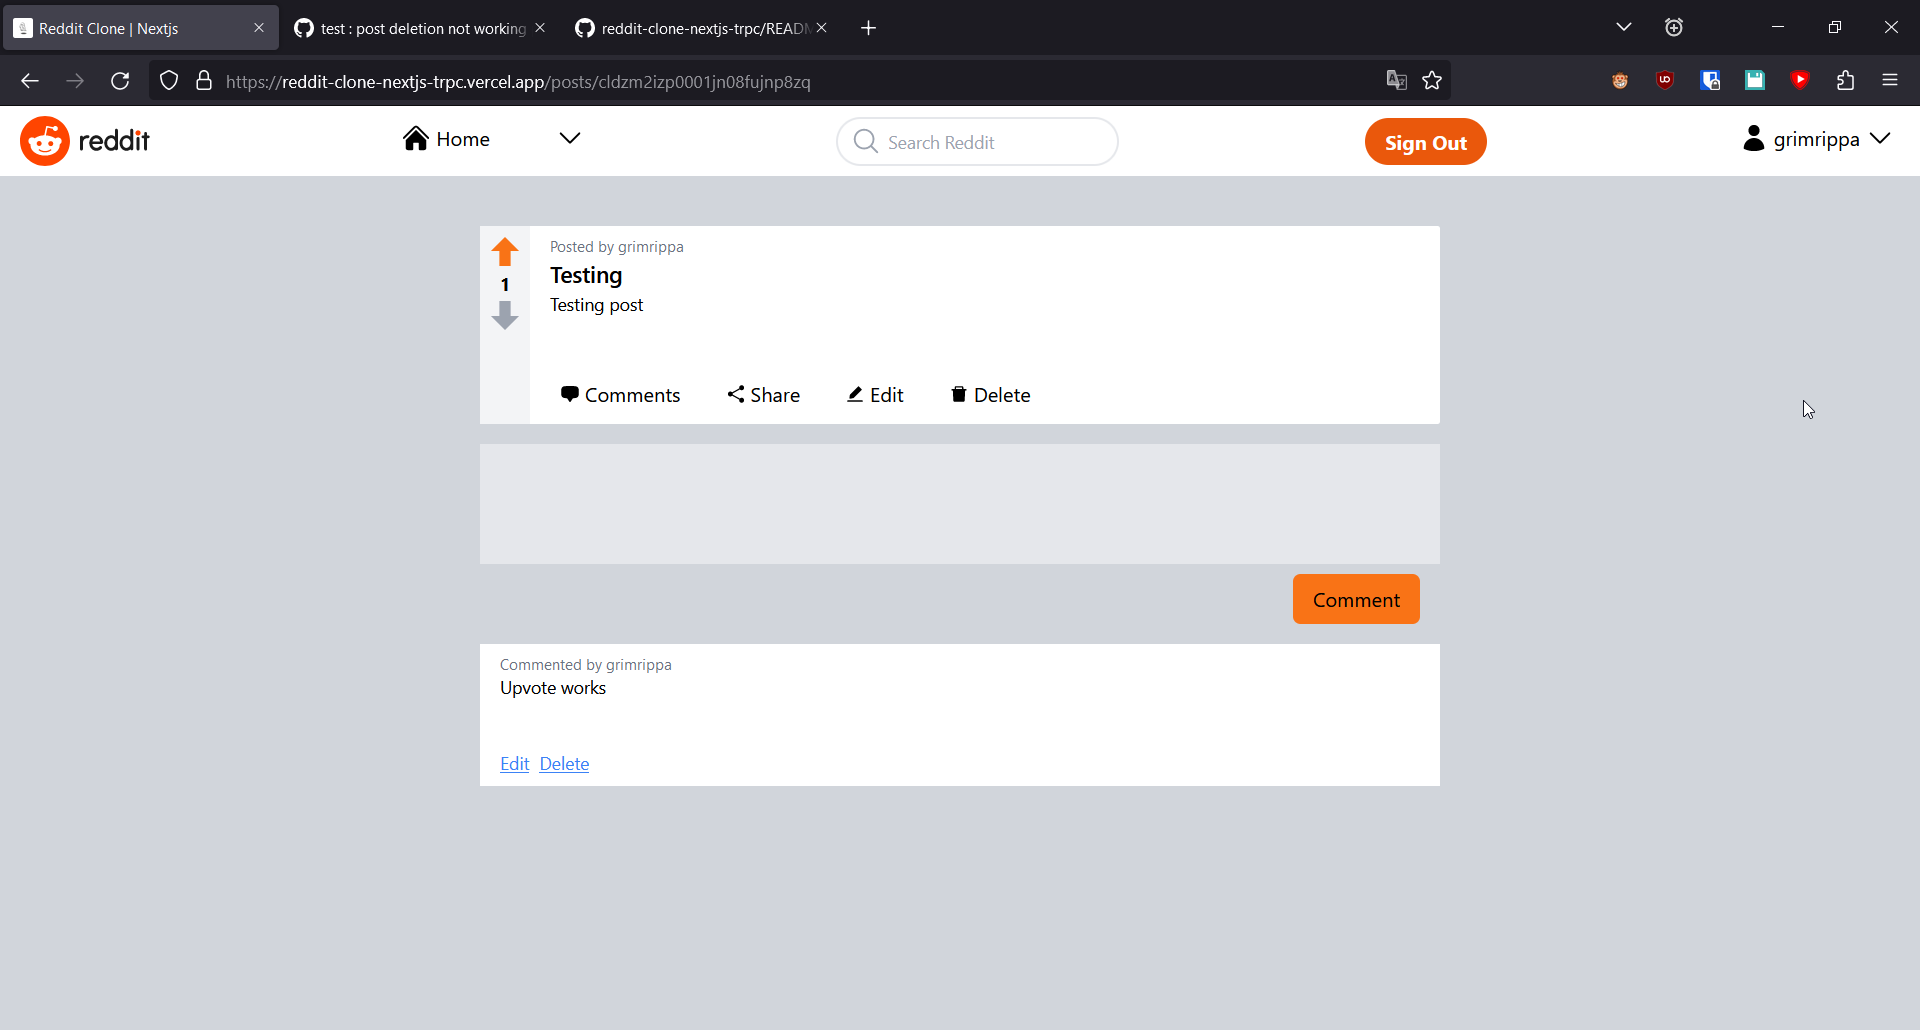 Reddit Clone | Nextjs
test : post deletion not working
reddit-clone-nextjs-trpc/READM
https://reddit-clone-nextjs-trpc.vercel.app/posts/cldzm2izp0001jn08fujnp8zq
reddit
Home
Search Reddit
Sign Out
grimrippa
Posted by grimrippa
Testing
1
Testing post
Comments
Share
Edit
Delete
Comment
Commented by grimrippa
Upvote works
Edit Delete